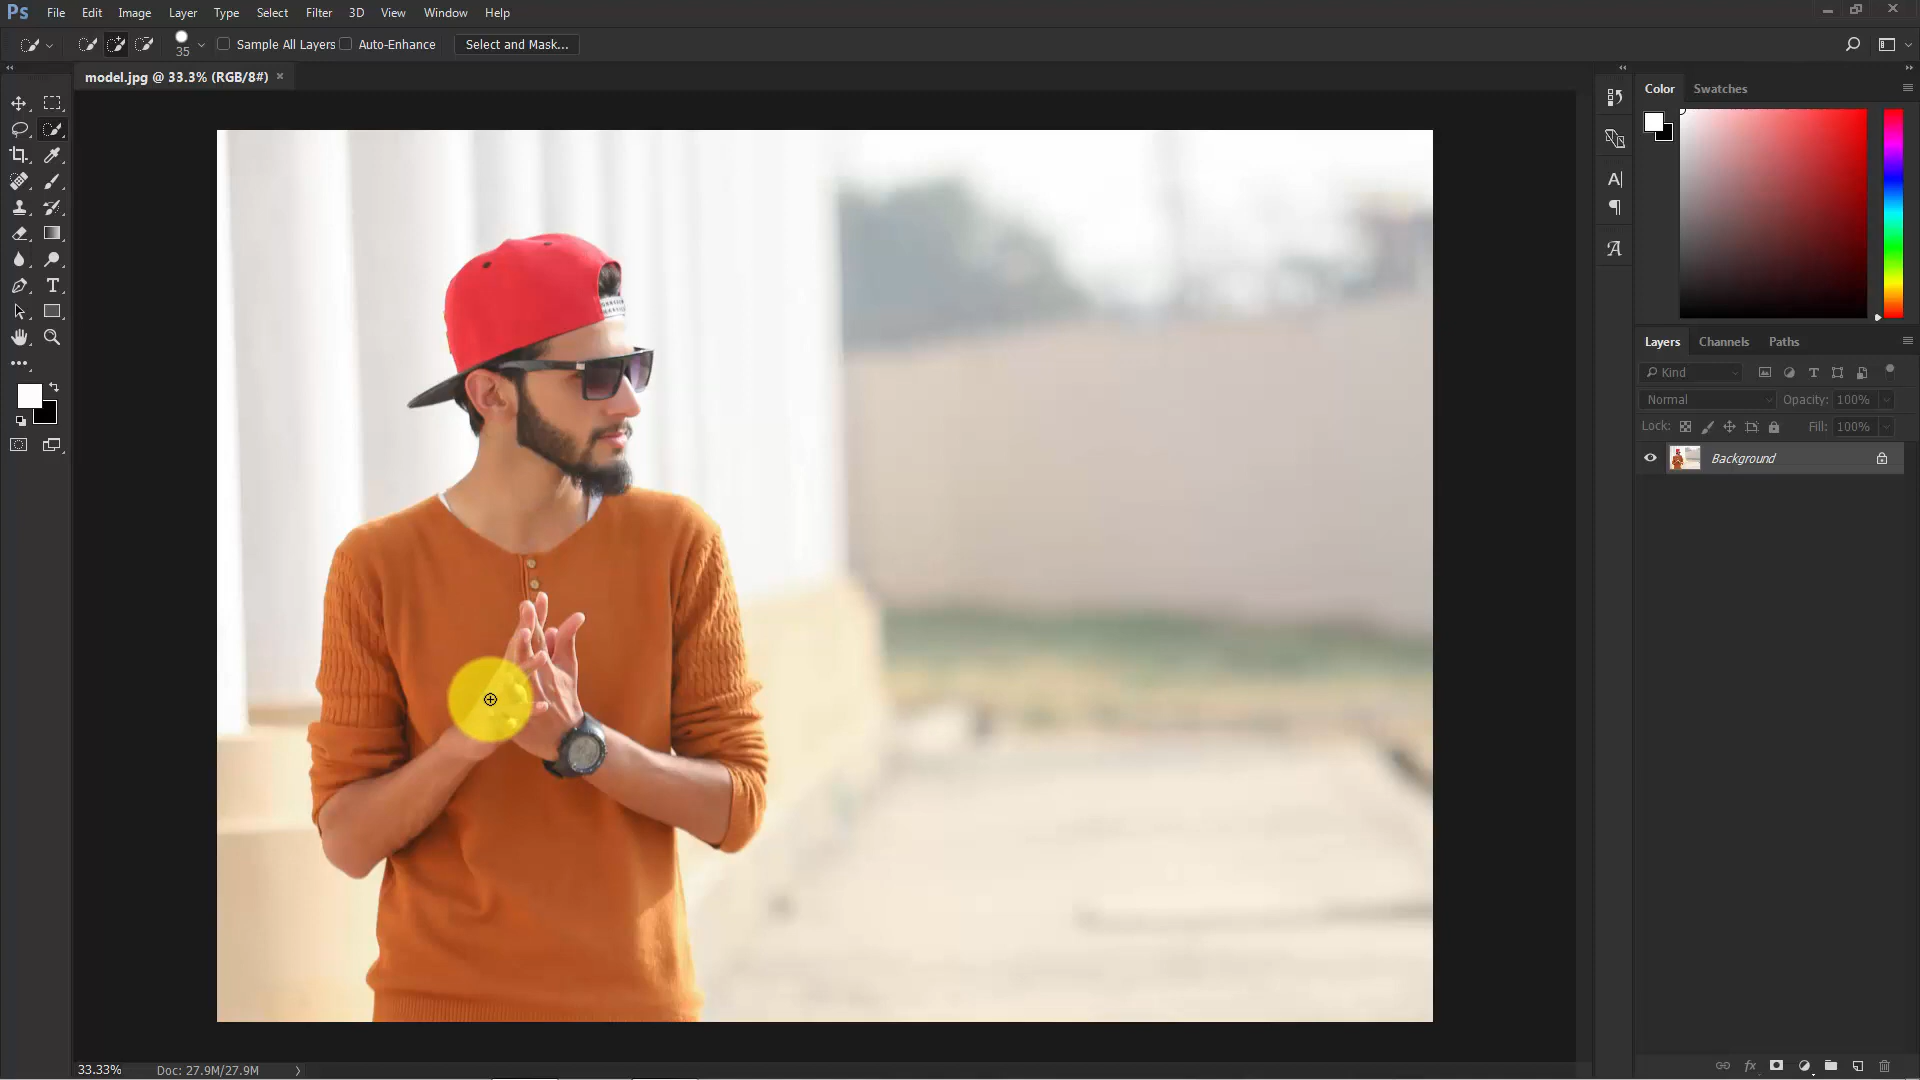 Ps File Edit Image Layer Type Select Filter 3D View Window Help
35 Sample All Layers Auto-Enhance Select and Mask...
model.jpg @ 33.3% (RGB/8#) ×
Color Swatches
Layers Channels Paths
Kind
Normal Opacity: 100%
Lock: Fill: 100%
Background
fx
33.33% Doc: 27.9M/27.9M